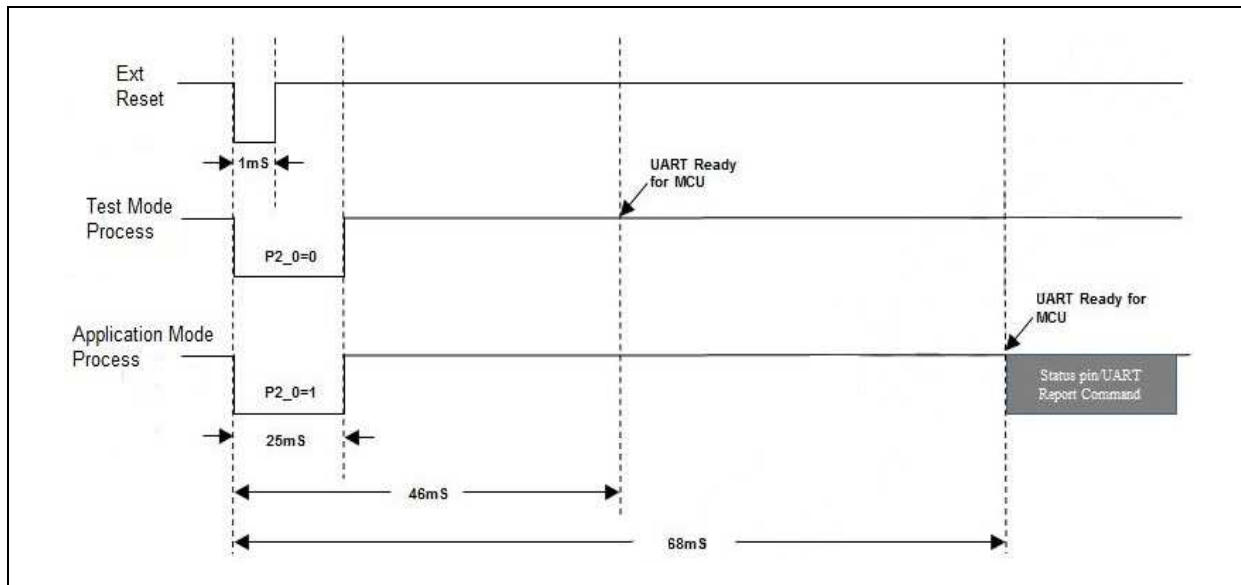 Ext
Reset
1mS
UART Ready
for MCU
Test Mode
Process
P2_0=0
UART Ready for
MCU
Application Mode
Process
P2_0=1
Status pin/UART
Report Command
25mS
46mS
68mS